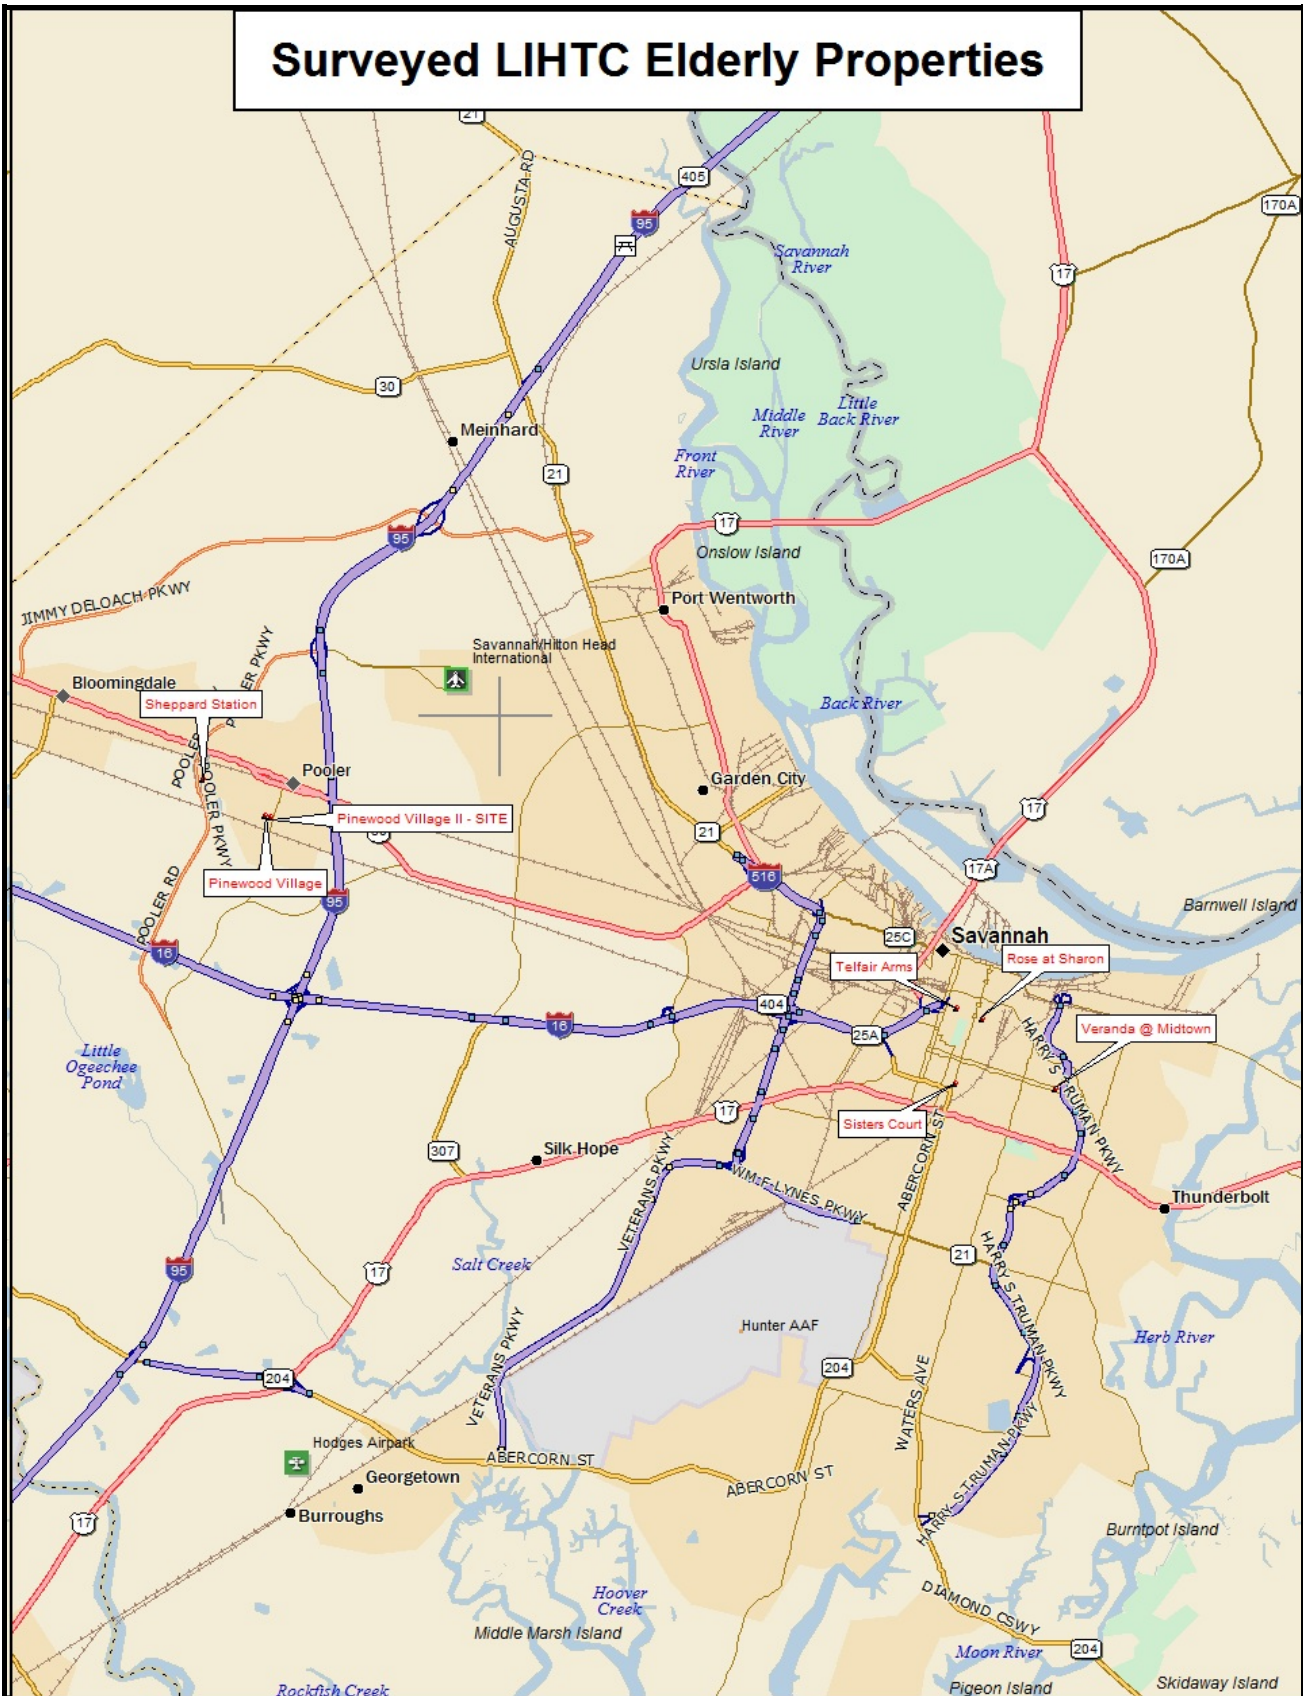 Surveyed LIHTC Elderly Properties
21
405
AUGUSTA RD
95
170A
Savannah
River
17
Ursla Island
30
Little
Back River
Middle
River
Meinhard
Front
River
21
17
95
Onslow Island
170A
JIMMY DELOACH PKWY
Port Wentworth
Savannah/Hilton Head
International
ER PKWY
Bloomingdale
Sheppard Station
Back River
POOLER
Pooler
Garden City
POOLER PKWY
17
Pinewood Village II - SITE
21
17A
516
Pinewood Village
POOLER RD
95
Barnwell Island
25C
Savannah
16
Telfair Arms
Rose at Sharon
404
16
25A
HARRY S TRUMAN PKWY
Veranda @ Midtown
Little
Ogeechee
Pond
17
Sisters Court
307
Silk Hope
VETERANS PKWY
ABERCORN ST
WM F LYNES PKWY
Thunderbolt
21
HARRY S TRUMAN PKWY
95
17
Salt Creek
Hunter AAF
Herb River
204
204
VETERANS PKWY
WATERS AVE
HARRY S TRUMAN PKWY
Hodges Airpark
ABERCORN ST
ABERCORN ST
Georgetown
Burroughs
17
Burntpot Island
Hoover
Creek
DIAMOND CSWY
Middle Marsh Island
Moon River
204
Rockfish Creek
Pigeon Island
Skidaway Island